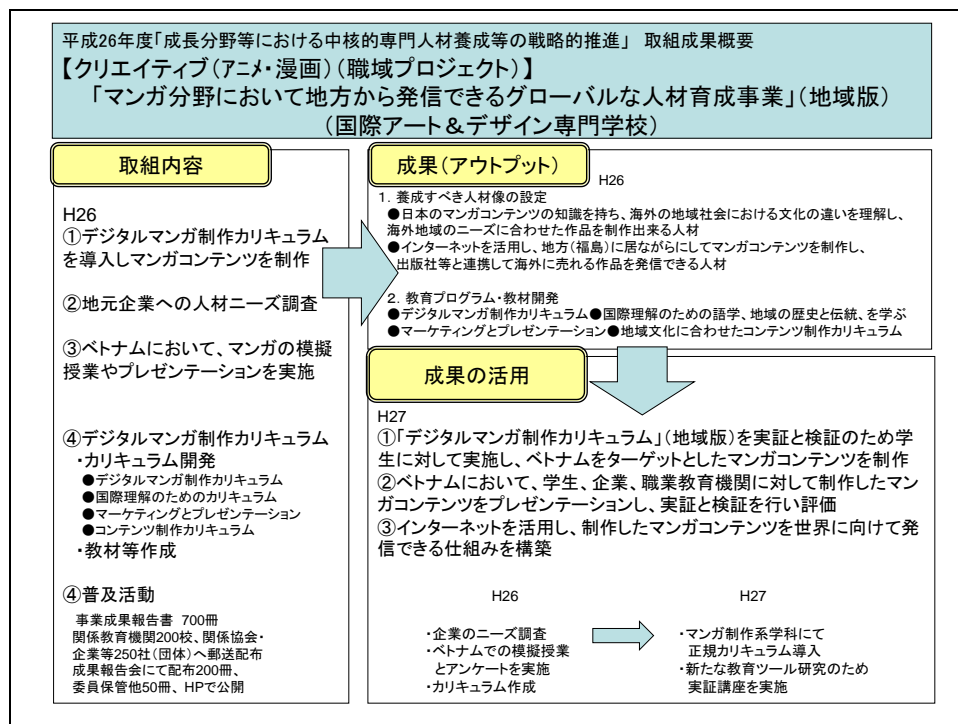 平成26年度「成長分野等における中核的専門人材養成等の戦略的推進」 取組成果概要
【クリエイティブ(アニメ・漫画)(職域プロジェクト)】
「マンガ分野において地方から発信できるグローバルな人材育成事業」(地域版)
(国際アート&デザイン専門学校)
取組内容
H26
①デジタルマンガ制作カリキュラム
を導入しマンガコンテンツを制作
②地元企業への人材ニーズ調査
③ベトナムにおいて、マンガの模擬
授業やプレゼンテーションを実施
④デジタルマンガ制作カリキュラム
・カリキュラム開発
●デジタルマンガ制作カリキュラム
●国際理解のためのカリキュラム
●マーケティングとプレゼンテーション
●コンテンツ制作カリキュラム
・教材等作成
④普及活動
事業成果報告書 700冊
関係教育機関200校、関係協会・
企業等250社(団体)へ郵送配布
成果報告会にて配布200冊、
委員保管他50冊、HPで公開
成果(アウトプット)
H26
1. 養成すべき人材像の設定
●日本のマンガコンテンツの知識を持ち、海外の地域社会における文化の違いを理解し、
海外地域のニーズに合わせた作品を制作出来る人材
●インターネットを活用し、地方(福島)に居ながらにしてマンガコンテンツを制作し、
出版社等と連携して海外に売れる作品を発信できる人材
2. 教育プログラム・教材開発
●デジタルマンガ制作カリキュラム●国際理解のための語学、地域の歴史と伝統、を学ぶ
●マーケティングとプレゼンテーション●地域文化に合わせたコンテンツ制作カリキュラム
成果の活用
H27
①「デジタルマンガ制作カリキュラム」(地域版)を実証と検証のため学
生に対して実施し、ベトナムをターゲットとしたマンガコンテンツを制作
②ベトナムにおいて、学生、企業、職業教育機関に対して制作したマン
ガコンテンツをプレゼンテーションし、実証と検証を行い評価
③インターネットを活用し、制作したマンガコンテンツを世界に向けて発
信できる仕組みを構築
H26
・企業のニーズ調査
・ベトナムでの模擬授業
とアンケートを実施
・カリキュラム作成
H27
・マンガ制作系学科にて
正規カリキュラム導入
・新たな教育ツール研究のため
実証講座を実施